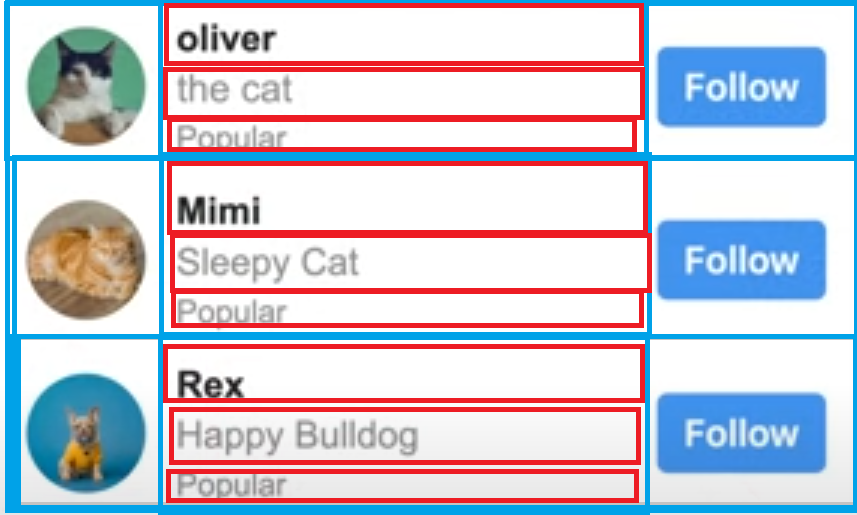 oliver
the cat
Popular
Follow
Mimi
Sleepy Cat
Popular
Follow
Rex
Happy Bulldog
Popular
Follow